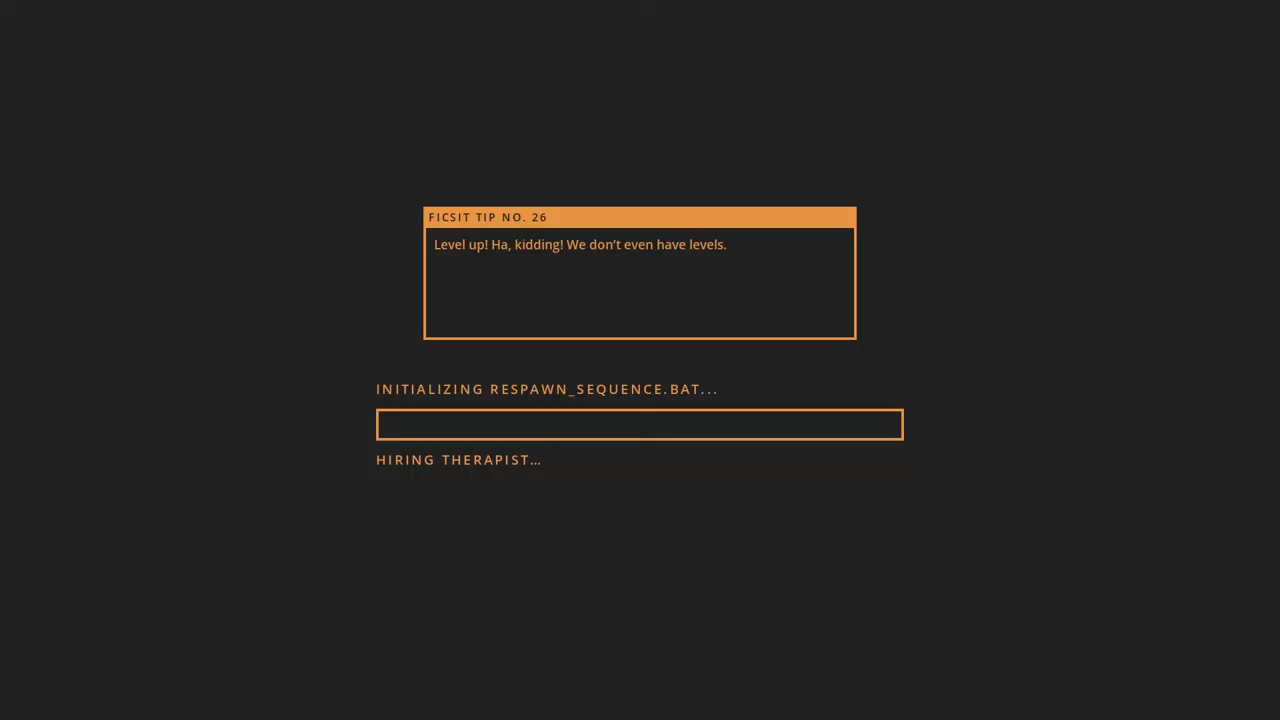 FICSIT TIP NO. 26
Level up! Ha, kidding! We don’t even have levels.
INITIALIZING RESPAWN_SEQUENCE.BAT...
HIRING THERAPIST…